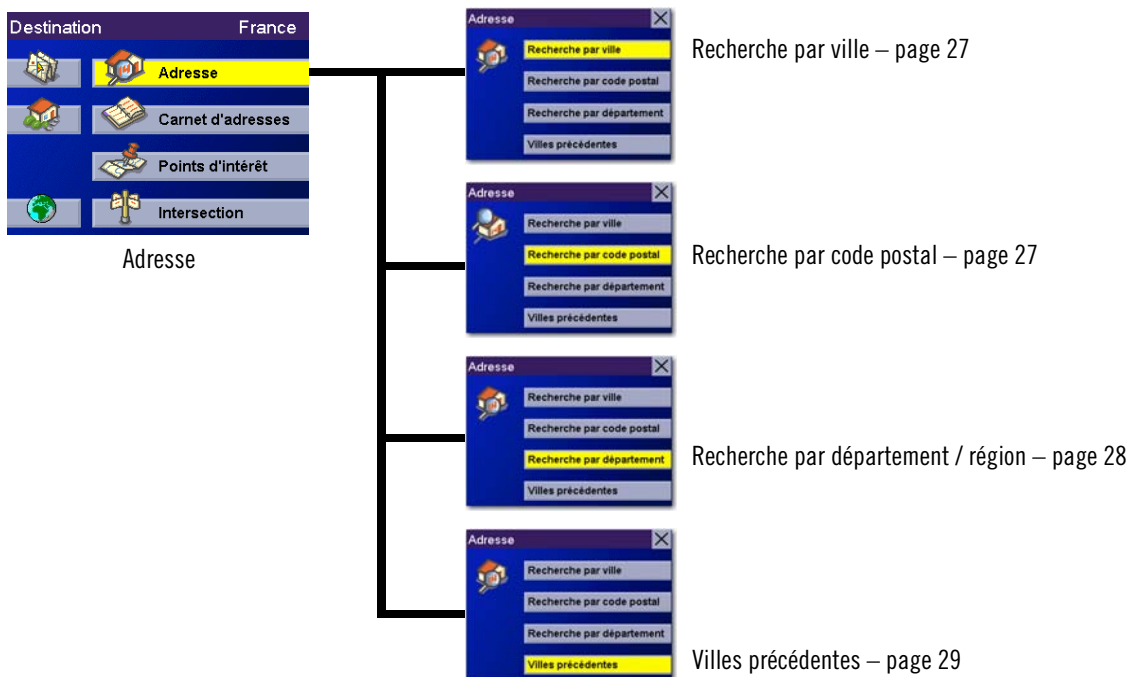 Destination France
Adresse
Carnet d'adresses
Points d'intérêt
Intersection
Adresse
Adresse
Recherche par ville
Recherche par code postal
Recherche par département
Villes précédentes
Recherche par ville – page 27
Adresse
Recherche par ville
Recherche par code postal
Recherche par département
Villes précédentes
Recherche par code postal – page 27
Adresse
Recherche par ville
Recherche par code postal
Recherche par département
Villes précédentes
Recherche par département / région – page 28
Adresse
Recherche par ville
Recherche par code postal
Recherche par département
Villes précédentes
Villes précédentes – page 29